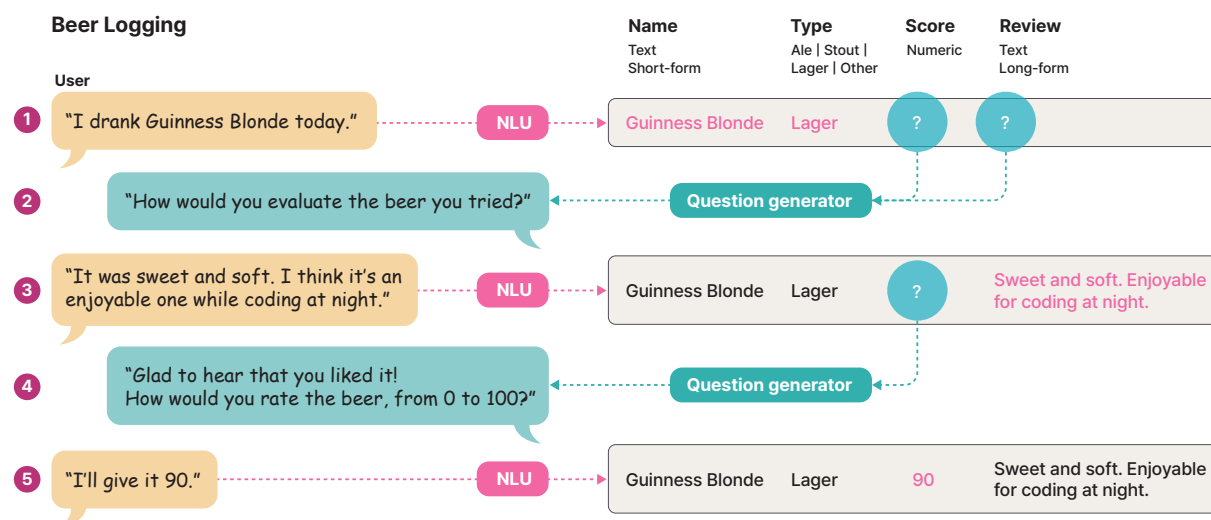 Beer Logging
Name
Type
Score
Review
Text
Short-form
Ale | Stout |
Lager | Other
Numeric
Text
Long-form
User
1
“I drank Guinness Blonde today.”
NLU
Guinness Blonde
Lager
?
?
2
“How would you evaluate the beer you tried?”
Question generator
3
“It was sweet and soft. I think it’s an
enjoyable one while coding at night.”
NLU
Guinness Blonde
Lager
?
Sweet and soft. Enjoyable
for coding at night.
4
“Glad to hear that you liked it!
How would you rate the beer, from 0 to 100?”
Question generator
5
“I’ll give it 90.”
NLU
Guinness Blonde
Lager
90
Sweet and soft. Enjoyable
for coding at night.